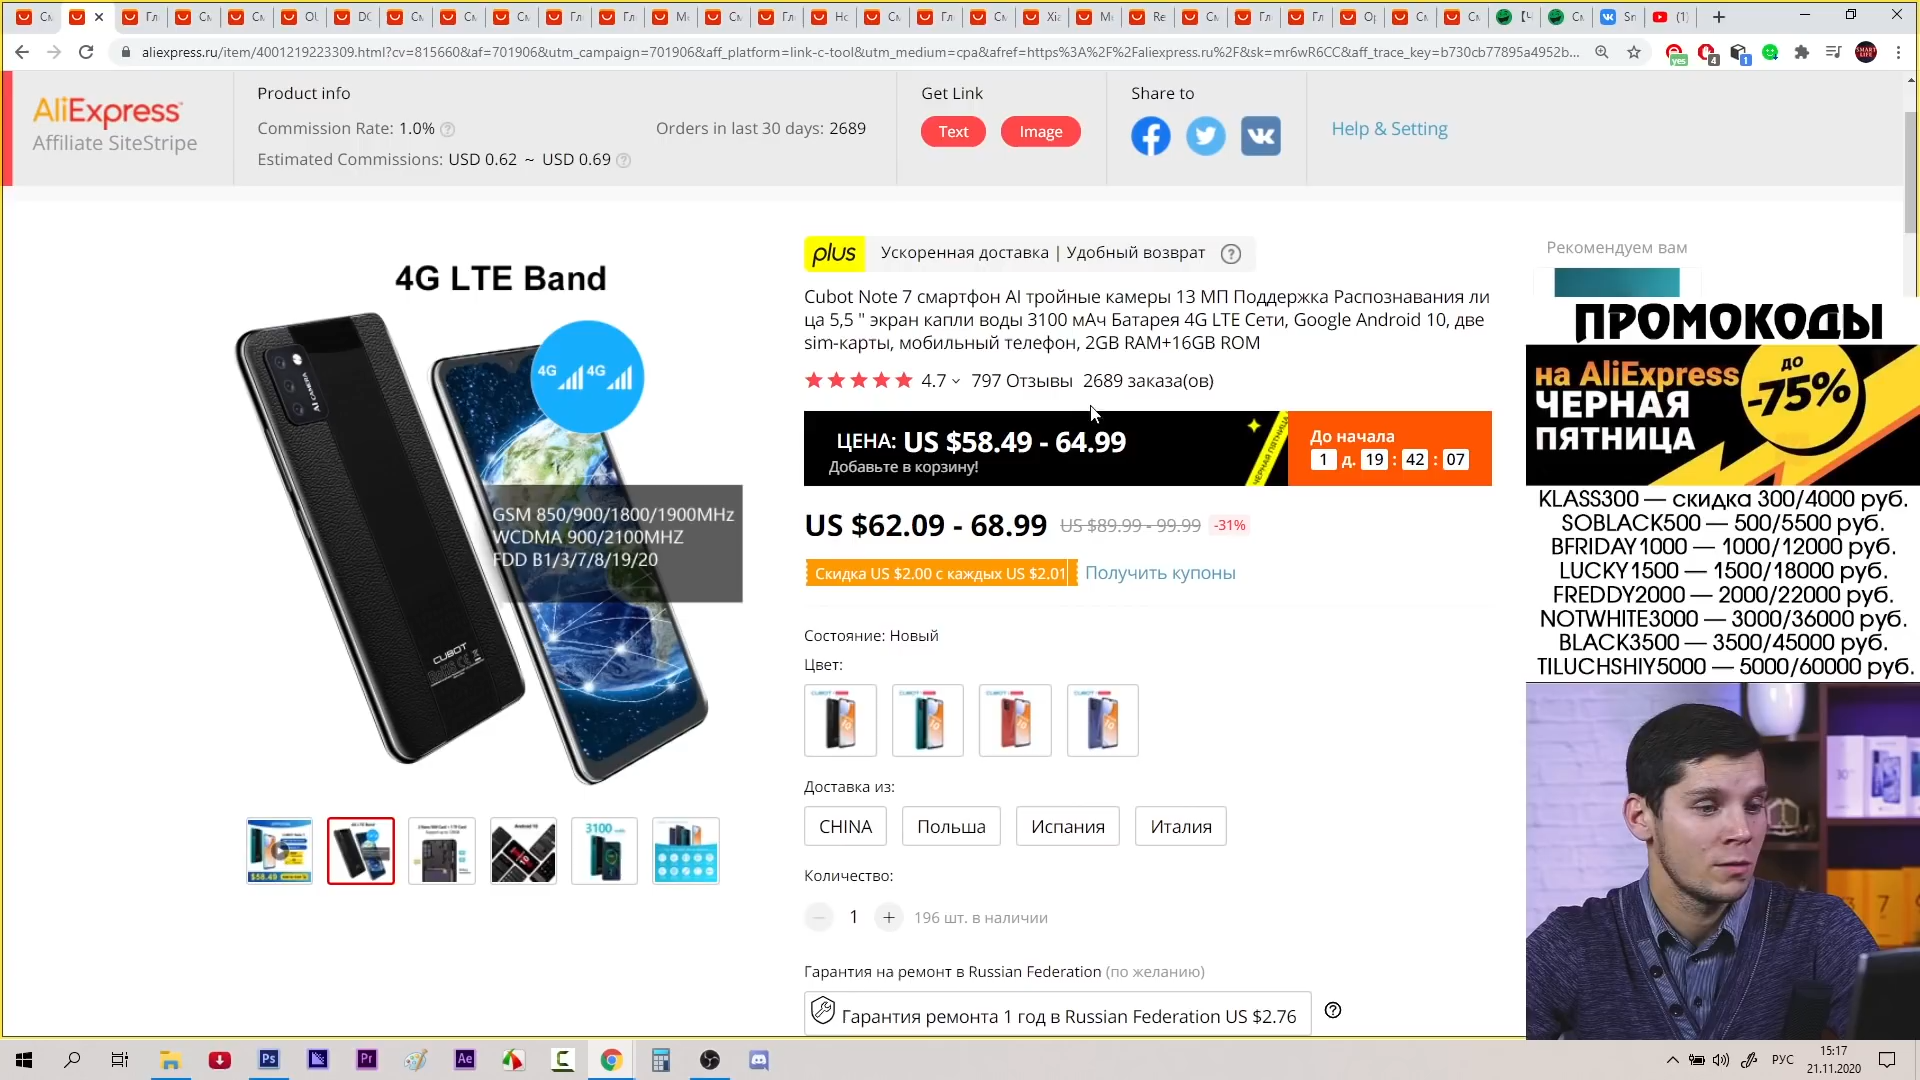 aliexpress.ru/item/4001219223309.html?cv=815660&af=701906&utm_campaign=701906&aff_platform=link-c-tool&utm_medium=cpa&afref=https%3A%2F%2Faliexpress.ru%2F&sk=mr6wR6CC&aff_trace_key=b730cb77895a4952b...
AliExpress
Affiliate SiteStripe
Product info
Commission Rate: 1.0%
Orders in last 30 days: 2689
Estimated Commissions: USD 0.62 ~ USD 0.69
Get Link
Text
Image
Share to
Help & Setting
plus
Ускоренная доставка | Удобный возврат
Рекомендуем вам
4G LTE Band
4G 4G
GSM 850/900/1800/1900MHz
WCDMA 900/2100MHZ
FDD B1/3/7/8/19/20
AI CAMERA
CUBOT
Cubot Note 7 смартфон AI тройные камеры 13 МП Поддержка Распознавания ли
ца 5,5 " экран капли воды 3100 мАч Батарея 4G LTE Сети, Google Android 10, две
sim-карты, мобильный телефон, 2GB RAM+16GB ROM
4.7 797 Отзывы 2689 заказа(ов)
ЦЕНА: US $58.49 - 64.99
Добавьте в корзину!
ЧЕРНАЯ ПЯТНИЦА
До начала
1 д. 19 : 42 : 07
US $62.09 - 68.99 US $89.99 - 99.99 -31%
Скидка US $2.00 с каждых US $2.01
Получить купоны
Состояние: Новый
Цвет:
Доставка из:
CHINA
Польша
Испания
Италия
Количество:
1
196 шт. в наличии
Гарантия на ремонт в Russian Federation (по желанию)
Гарантия ремонта 1 год в Russian Federation US $2.76
ПРОМОКОДЫ
на AliExpress
ЧЕРНАЯ
ПЯТНИЦА
ДО
-75%
KLASS300 — скидка 300/4000 руб.
SOBLACK500 — 500/5500 руб.
BFRIDAY1000 — 1000/12000 руб.
LUCKY1500 — 1500/18000 руб.
FREDDY2000 — 2000/22000 руб.
NOTWHITE3000 — 3000/36000 руб.
BLACK3500 — 3500/45000 руб.
TILUCHSHIY5000 — 5000/60000 руб.
РУС
15:17
21.11.2020